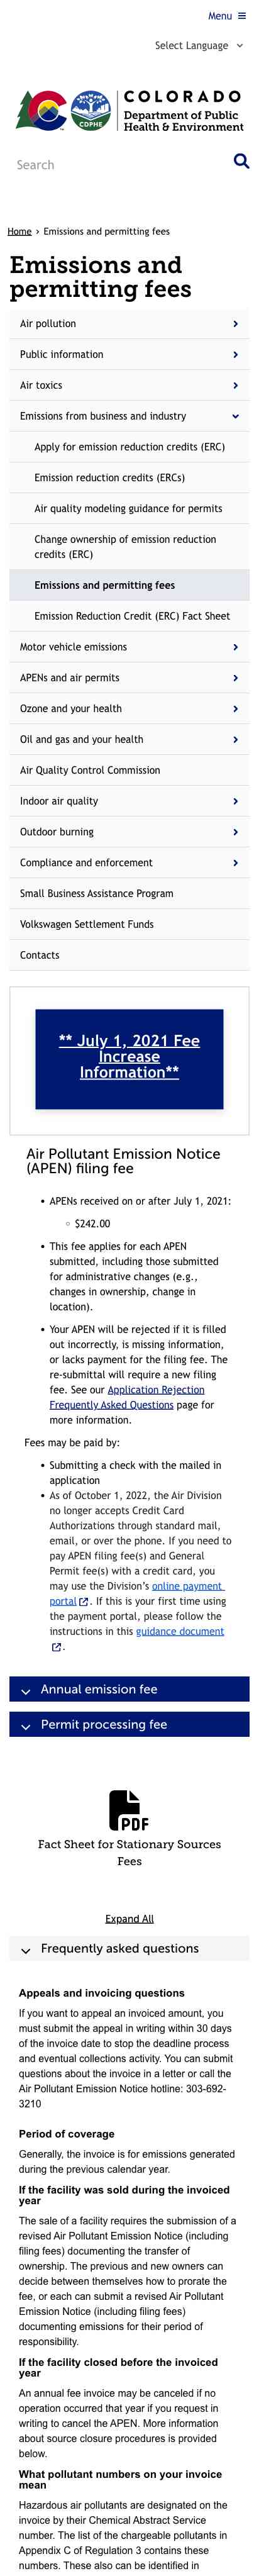 Menu
Select Language
COLORADO
Department of Public
Health & Environment
CDPHE
Search
Home › Emissions and permitting fees
Emissions and
permitting fees
Air pollution
Public information
Air toxics
Emissions from business and industry
Apply for emission reduction credits (ERC)
Emission reduction credits (ERCs)
Air quality modeling guidance for permits
Change ownership of emission reduction
credits (ERC)
Emissions and permitting fees
Emission Reduction Credit (ERC) Fact Sheet
Motor vehicle emissions
APENs and air permits
Ozone and your health
Oil and gas and your health
Air Quality Control Commission
Indoor air quality
Outdoor burning
Compliance and enforcement
Small Business Assistance Program
Volkswagen Settlement Funds
Contacts
** July 1, 2021 Fee
Increase
Information**
Air Pollutant Emission Notice
(APEN) filing fee
• APENs received on or after July 1, 2021:
◦ $242.00
• This fee applies for each APEN
submitted, including those submitted
for administrative changes (e.g.,
changes in ownership, change in
location).
• Your APEN will be rejected if it is filled
out incorrectly, is missing information,
or lacks payment for the filing fee. The
re-submittal will require a new filing
fee. See our Application Rejection
Frequently Asked Questions page for
more information.
Fees may be paid by:
• Submitting a check with the mailed in
application
• As of October 1, 2022, the Air Division
no longer accepts Credit Card
Authorizations through standard mail,
email, or over the phone. If you need to
pay APEN filing fee(s) and General
Permit fee(s) with a credit card, you
may use the Division's online payment
portal. If this is your first time using
the payment portal, please follow the
instructions in this guidance document
.
Annual emission fee
Permit processing fee
PDF
Fact Sheet for Stationary Sources
Fees
Expand All
Frequently asked questions
Appeals and invoicing questions
If you want to appeal an invoiced amount, you
must submit the appeal in writing within 30 days
of the invoice date to stop the deadline process
and eventual collections activity. You can submit
questions about the invoice in a letter or call the
Air Pollutant Emission Notice hotline: 303-692-
3210
Period of coverage
Generally, the invoice is for emissions generated
during the previous calendar year.
If the facility was sold during the invoiced
year
The sale of a facility requires the submission of a
revised Air Pollutant Emission Notice (including
filing fees) documenting the transfer of
ownership. The previous and new owners can
decide between themselves how to prorate the
fee, or each can submit a revised Air Pollutant
Emission Notice (including filing fees)
documenting emissions for their period of
responsibility.
If the facility closed before the invoiced
year
An annual fee invoice may be canceled if no
operation occurred that year if you request in
writing to cancel the APEN. More information
about source closure procedures is provided
below.
What pollutant numbers on your invoice
mean
Hazardous air pollutants are designated on the
invoice by their Chemical Abstract Service
number. The list of the chargeable pollutants in
Appendix C of Regulation 3 contains these
numbers. These also can be identified in